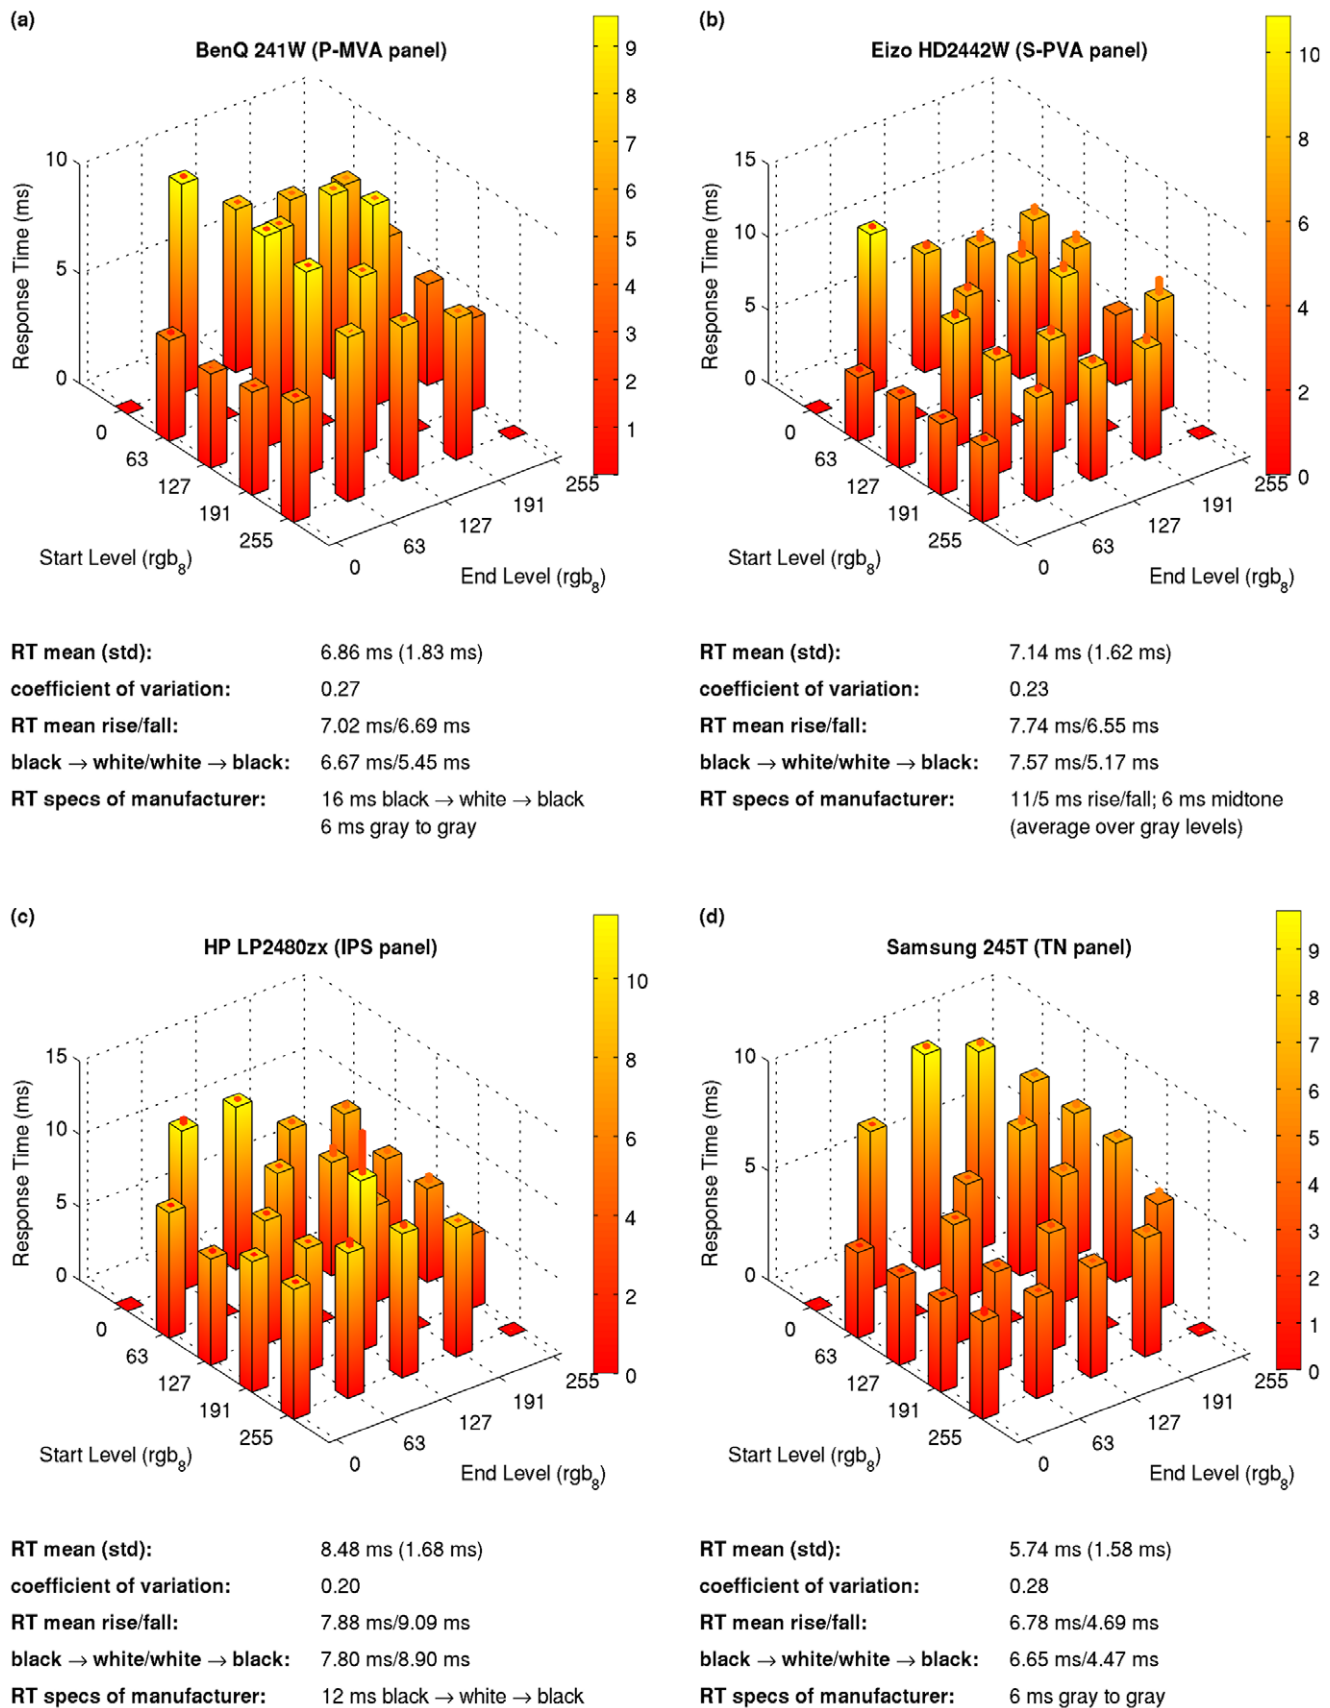 (a)
BenQ 241W (P-MVA panel)
Response Time (ms)
10
5
0
0
63
127
191
255
Start Level (rgb8)
0
63
127
191
255
End Level (rgb8)
9
8
7
6
5
4
3
2
1
RT mean (std): 6.86 ms (1.83 ms)
coefficient of variation: 0.27
RT mean rise/fall: 7.02 ms/6.69 ms
black → white/white → black: 6.67 ms/5.45 ms
RT specs of manufacturer: 16 ms black → white → black
6 ms gray to gray
(b)
Eizo HD2442W (S-PVA panel)
Response Time (ms)
15
10
5
0
0
63
127
191
255
Start Level (rgb8)
0
63
127
191
255
End Level (rgb8)
10
8
6
4
2
0
RT mean (std): 7.14 ms (1.62 ms)
coefficient of variation: 0.23
RT mean rise/fall: 7.74 ms/6.55 ms
black → white/white → black: 7.57 ms/5.17 ms
RT specs of manufacturer: 11/5 ms rise/fall; 6 ms midtone
(average over gray levels)
(c)
HP LP2480zx (IPS panel)
Response Time (ms)
15
10
5
0
0
63
127
191
255
Start Level (rgb8)
0
63
127
191
255
End Level (rgb8)
10
8
6
4
2
0
RT mean (std): 8.48 ms (1.68 ms)
coefficient of variation: 0.20
RT mean rise/fall: 7.88 ms/9.09 ms
black → white/white → black: 7.80 ms/8.90 ms
RT specs of manufacturer: 12 ms black → white → black
(d)
Samsung 245T (TN panel)
Response Time (ms)
10
5
0
0
63
127
191
255
Start Level (rgb8)
0
63
127
191
255
End Level (rgb8)
9
8
7
6
5
4
3
2
1
0
RT mean (std): 5.74 ms (1.58 ms)
coefficient of variation: 0.28
RT mean rise/fall: 6.78 ms/4.69 ms
black → white/white → black: 6.65 ms/4.47 ms
RT specs of manufacturer: 6 ms gray to gray